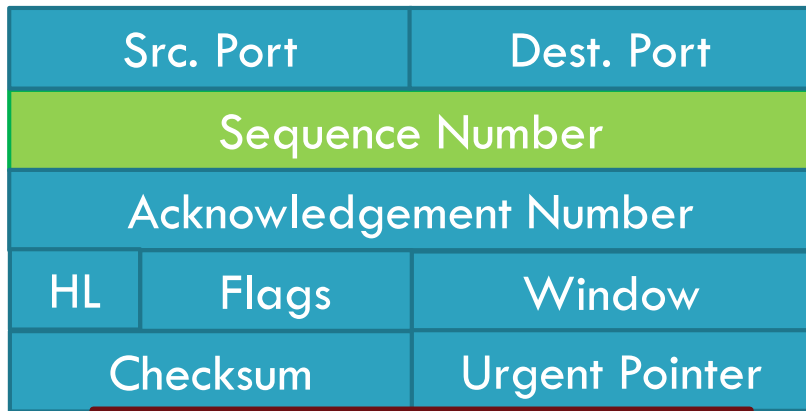 Src. Port Dest. Port
Sequence Number
Acknowledgement Number
HL Flags Window
Checksum Urgent Pointer